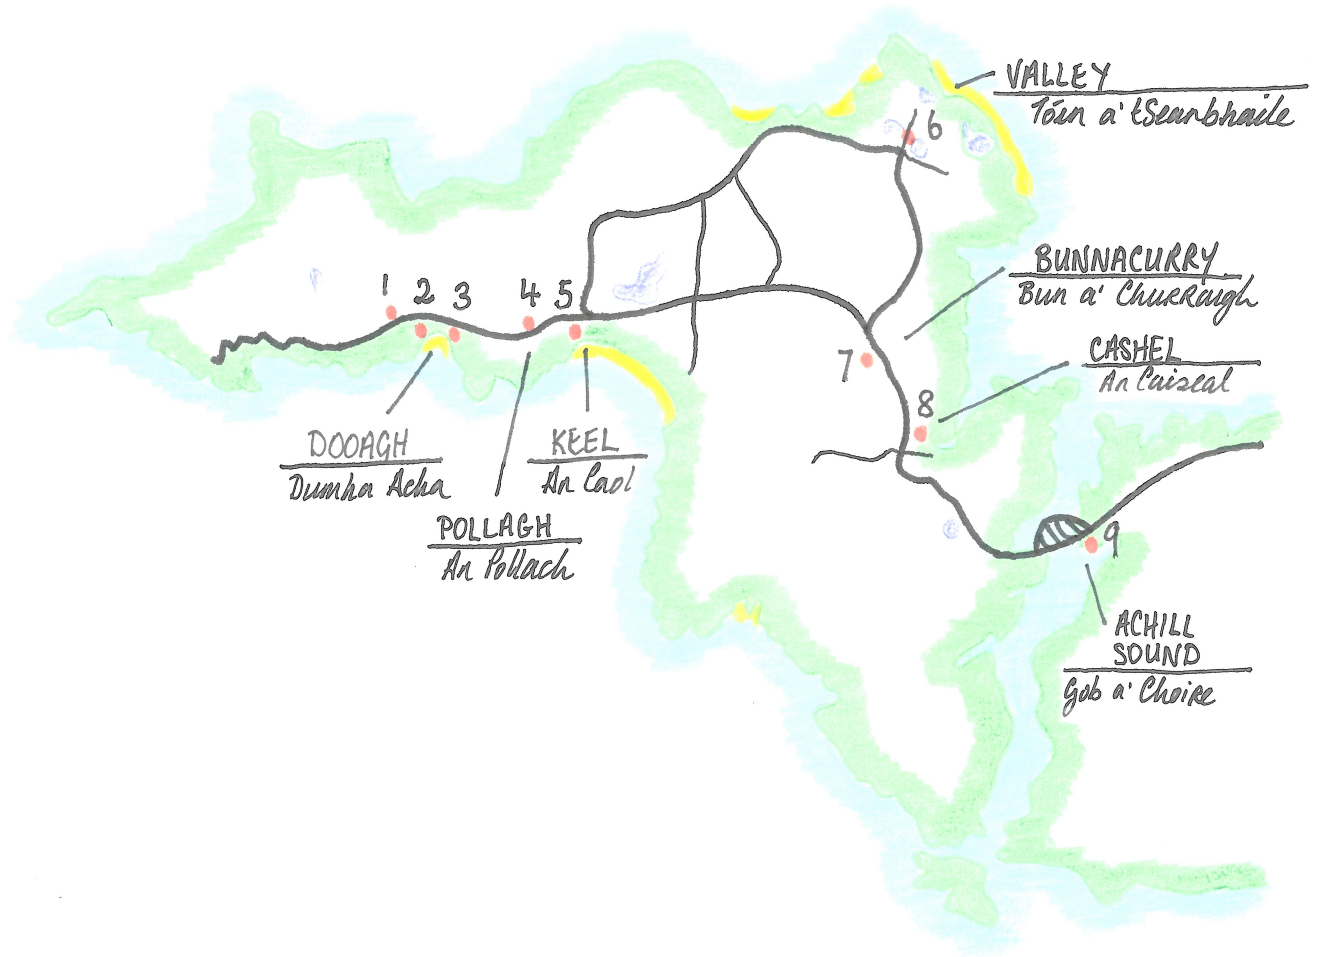 VALLEY
Tóin a' tSeanbhaile
6
BUNNACURRY
Bun a' Churraigh
1
2
3
4
5
CASHEL
An Caiseal
7
8
DOOAGH
Dumha Acha
KEEL
An Caol
POLLAGH
An Pollach
9
ACHILL
SOUND
Gob a' Choire